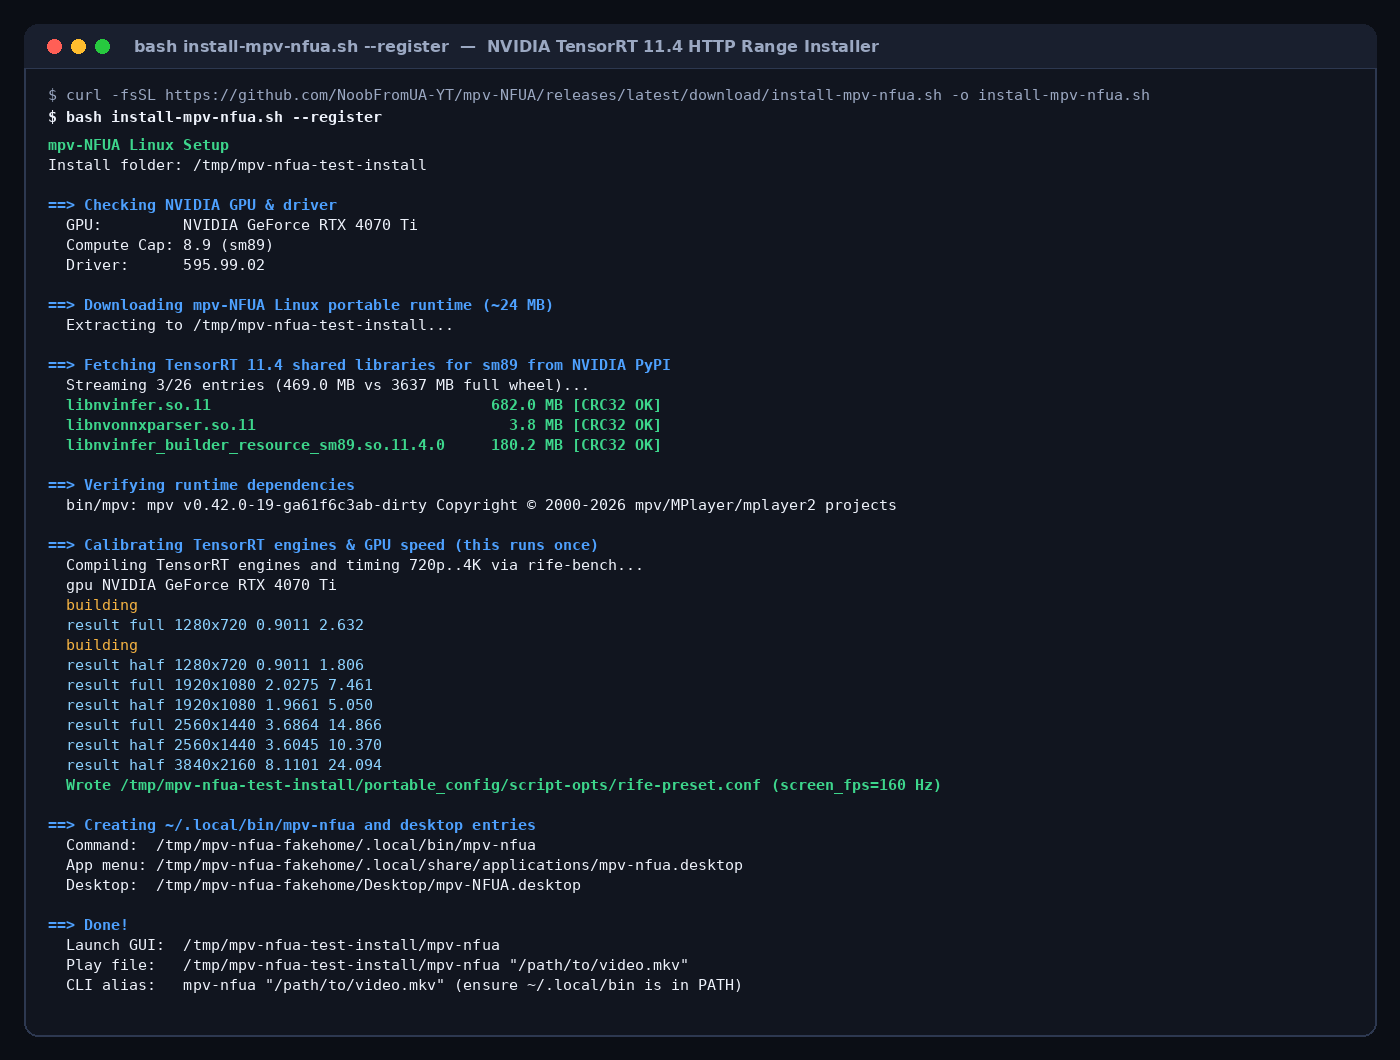 bash install-mpv-nfua.sh --register — NVIDIA TensorRT 11.4 HTTP Range Installer
$ curl -fsSL https://github.com/NoobFromUA-YT/mpv-NFUA/releases/latest/download/install-mpv-nfua.sh -o install-mpv-nfua.sh
$ bash install-mpv-nfua.sh --register
mpv-NFUA Linux Setup
Install folder: /tmp/mpv-nfua-test-install
==> Checking NVIDIA GPU & driver
GPU: NVIDIA GeForce RTX 4070 Ti
Compute Cap: 8.9 (sm89)
Driver: 595.99.02
==> Downloading mpv-NFUA Linux portable runtime (~24 MB)
Extracting to /tmp/mpv-nfua-test-install...
==> Fetching TensorRT 11.4 shared libraries for sm89 from NVIDIA PyPI
Streaming 3/26 entries (469.0 MB vs 3637 MB full wheel)...
libnvinfer.so.11 682.0 MB [CRC32 OK]
libnvonnxparser.so.11 3.8 MB [CRC32 OK]
libnvinfer_builder_resource_sm89.so.11.4.0 180.2 MB [CRC32 OK]
==> Verifying runtime dependencies
bin/mpv: mpv v0.42.0-19-ga61f6c3ab-dirty Copyright © 2000-2026 mpv/MPlayer/mplayer2 projects
==> Calibrating TensorRT engines & GPU speed (this runs once)
Compiling TensorRT engines and timing 720p..4K via rife-bench...
gpu NVIDIA GeForce RTX 4070 Ti
building
result full 1280x720 0.9011 2.632
building
result half 1280x720 0.9011 1.806
result full 1920x1080 2.0275 7.461
result half 1920x1080 1.9661 5.050
result full 2560x1440 3.6864 14.866
result half 2560x1440 3.6045 10.370
result half 3840x2160 8.1101 24.094
Wrote /tmp/mpv-nfua-test-install/portable_config/script-opts/rife-preset.conf (screen_fps=160 Hz)
==> Creating ~/.local/bin/mpv-nfua and desktop entries
Command: /tmp/mpv-nfua-fakehome/.local/bin/mpv-nfua
App menu: /tmp/mpv-nfua-fakehome/.local/share/applications/mpv-nfua.desktop
Desktop: /tmp/mpv-nfua-fakehome/Desktop/mpv-NFUA.desktop
==> Done!
Launch GUI: /tmp/mpv-nfua-test-install/mpv-nfua
Play file: /tmp/mpv-nfua-test-install/mpv-nfua "/path/to/video.mkv"
CLI alias: mpv-nfua "/path/to/video.mkv" (ensure ~/.local/bin is in PATH)